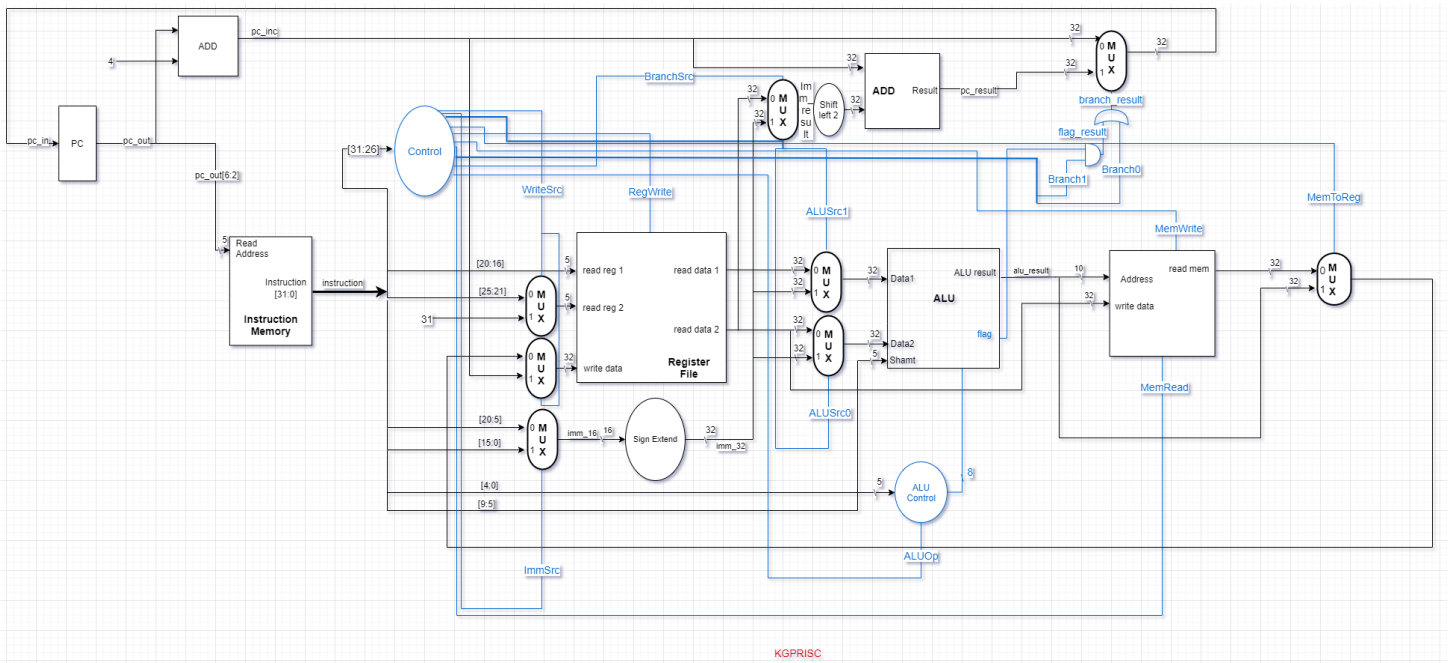 ADD
pc_inc
4
32
32
0 M
U
1 X
32
32
32
ADD
Result
pc_result
32
PC
pc_in
pc_out
pc_out[6:2]
BranchSrc
32
32
0 M
U
1 X
Im
m_
re
su
lt
Shift
left 2
branch_result
flag_result
Branch1
Branch0
[31:26]
Control
WriteSrc
RegWrite
ALUSrc1
MemWrite
MemToReg
5
Read
Address
Instruction
[31:0]
Instruction
Memory
instruction
[20:16]
[25:21]
31
0 M
U
1 X
0 M
U
1 X
5
5
32
read reg 1
read reg 2
write data
read data 1
read data 2
Register
File
32
32
0 M
U
1 X
32
32
32
0 M
U
1 X
32
5
Data1
Data2
Shamt
ALU
ALU result
flag
alu_result
10
32
Address
write data
read mem
32
32
0 M
U
1 X
MemRead
ALUSrc0
[20:5]
[15:0]
0 M
U
1 X
imm_16
16
Sign Extend
32
imm_32
[4:0]
[9:5]
5
ALU
Control
8
ALUOp
ImmSrc
KGPRISC